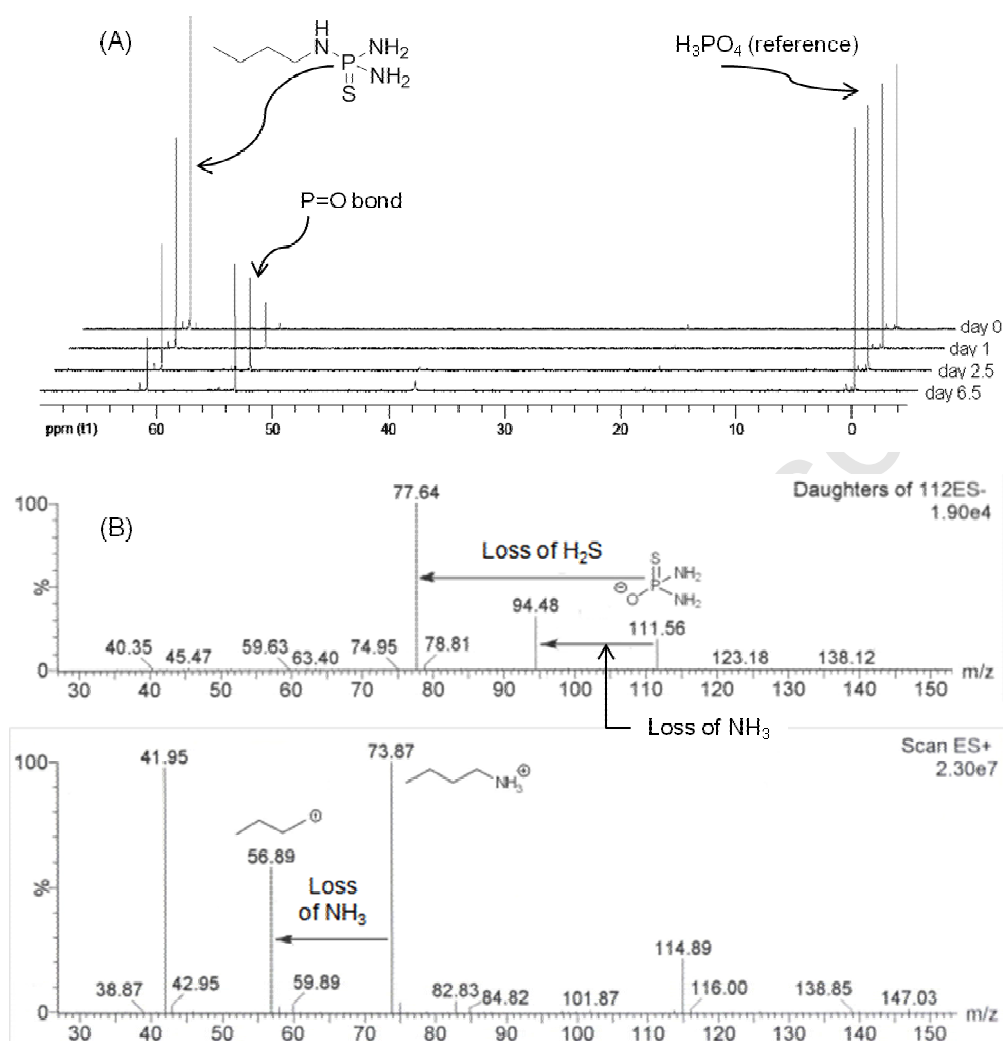 (A)
H
N
NH2
P
NH2
S
H3PO4 (reference)
P=O bond
day 0
day 1
day 2.5
day 6.5
ppm (t1)
60
50
40
30
20
10
0
(B)
Daughters of 112ES-
1.90e4
100
%
0
77.64
Loss of H2S
S
P
NH2
⊖
O
NH2
94.48
111.56
40.35
45.47
59.63
63.40
74.95
78.81
123.18
138.12
30 40 50 60 70 80 90 100 110 120 130 140 150 m/z
Loss of NH3
Scan ES+
2.30e7
100
%
0
41.95
73.87
NH3⊕
⊕
56.89
Loss
of NH3
38.87
42.95
59.89
82.83
84.82
101.87
114.89
116.00
138.85
147.03
30 40 50 60 70 80 90 100 110 120 130 140 150 m/z